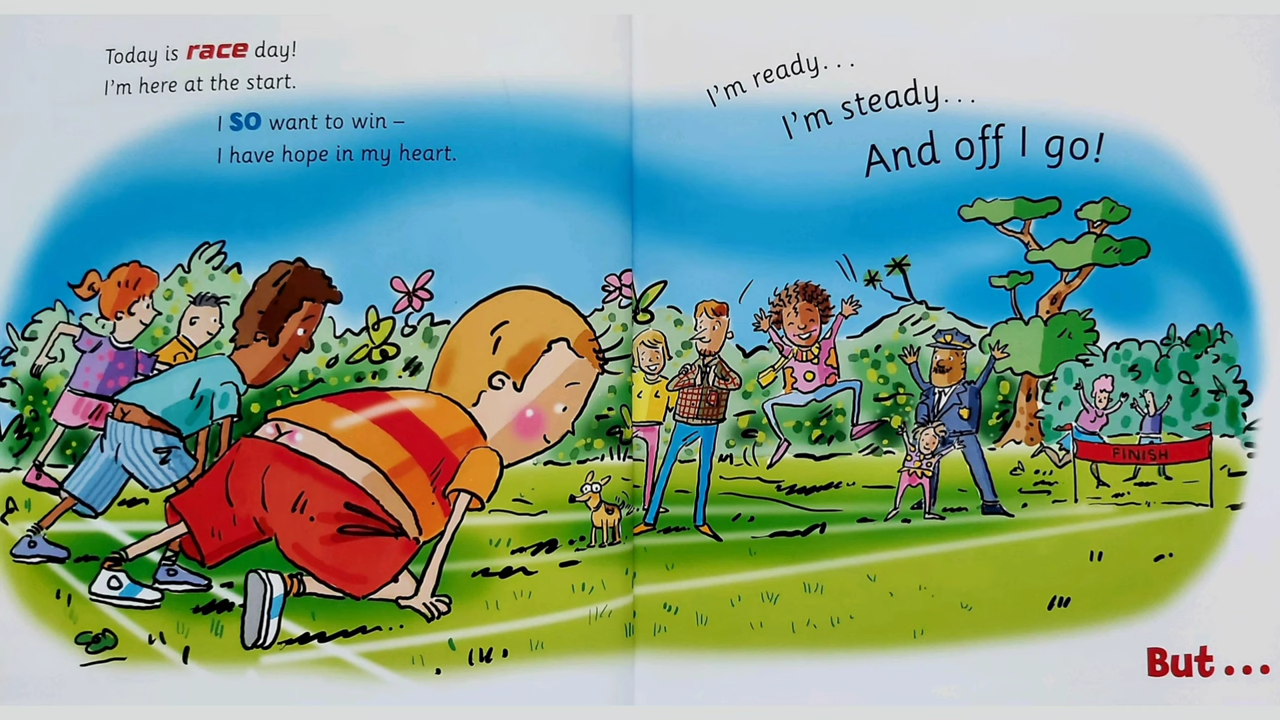 Today is race day!
I'm here at the start.
I SO want to win –
I have hope in my heart.
I'm ready...
I'm steady...
And off I go!
FINISH
But...